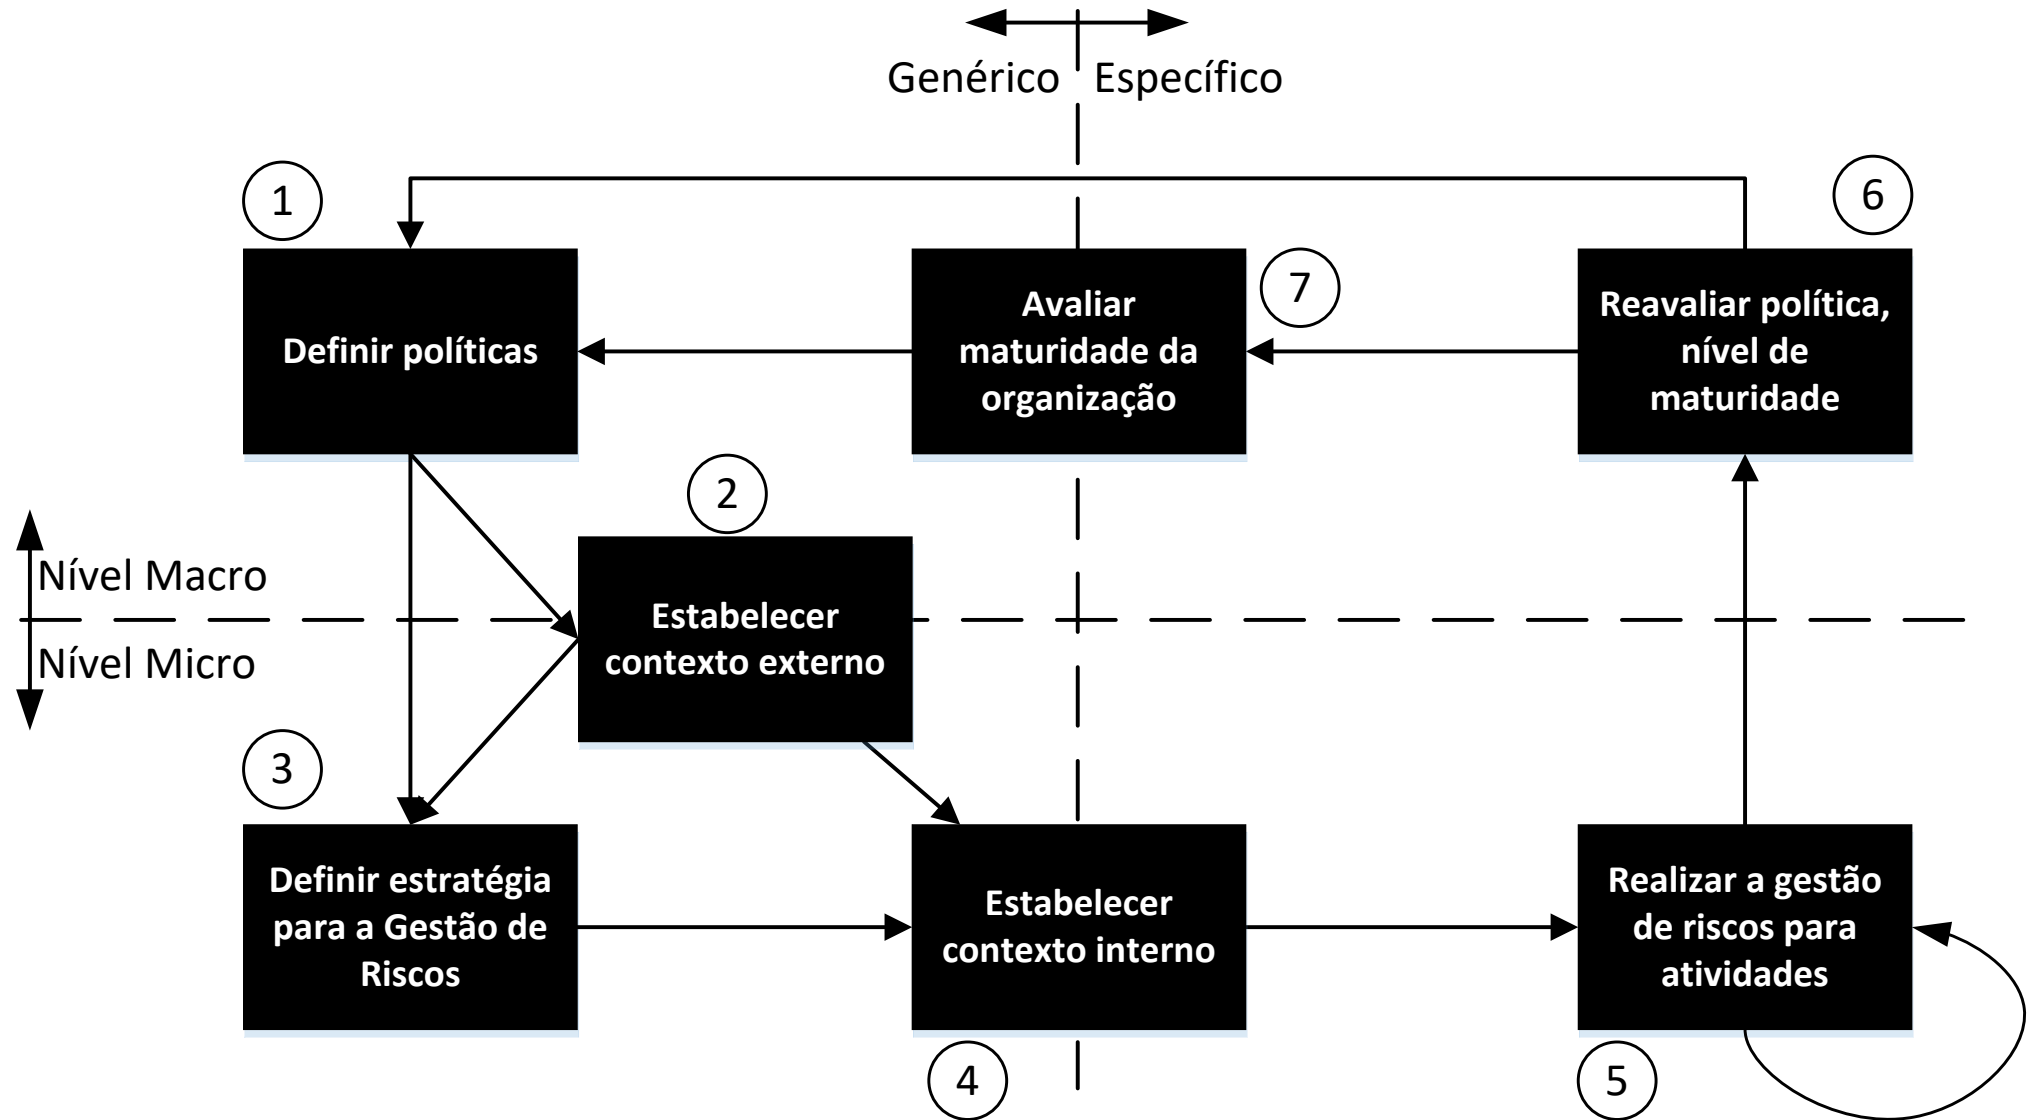 Genérico
Específico
1
6
Definir políticas
Avaliar
maturidade da
organização
7
Reavaliar política,
nível de
maturidade
2
Nível Macro
Nível Micro
Estabelecer
contexto externo
3
Definir estratégia
para a Gestão de
Riscos
Estabelecer
contexto interno
Realizar a gestão
de riscos para
atividades
4
5